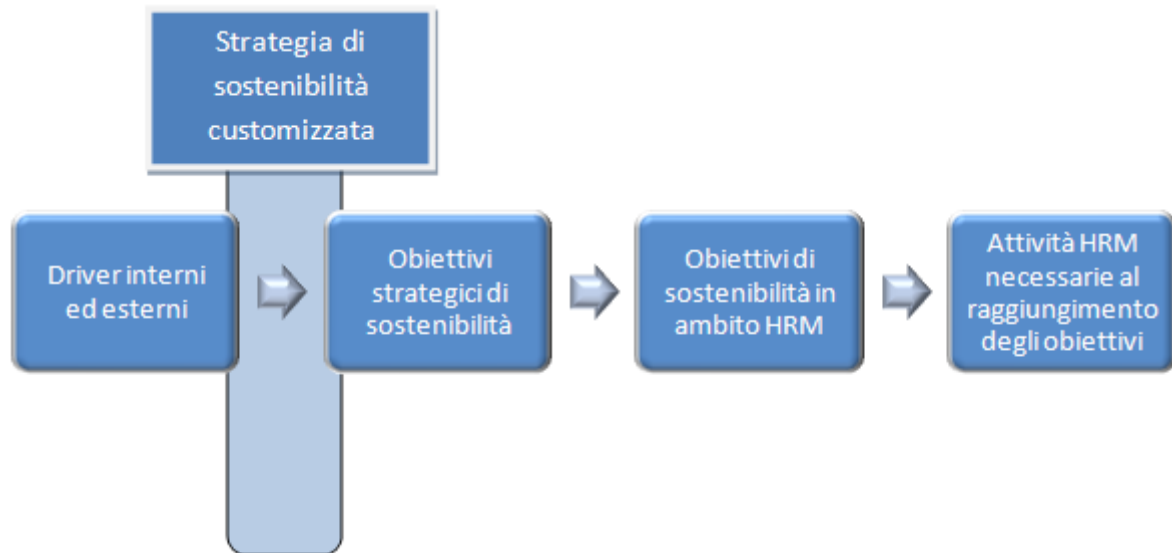 Strategia di
sostenibilità
customizzata
Driver interni
ed esterni
Obiettivi
strategici di
sostenibilità
Obiettivi di
sostenibilità in
ambito HRM
Attività HRM
necessarie al
raggiungimento
degli obiettivi